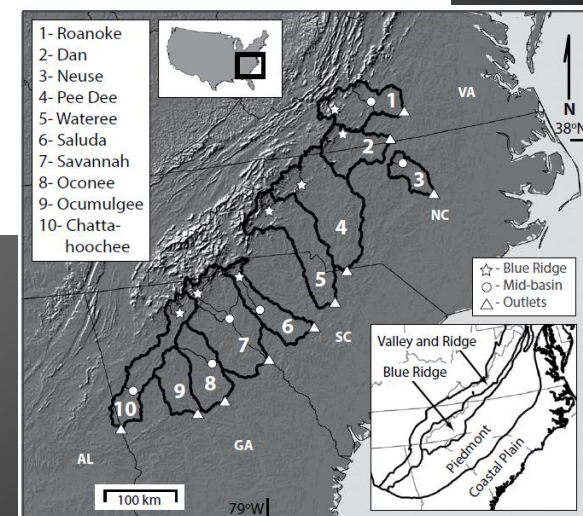 1- Roanoke
2- Dan
3- Neuse
4- Pee Dee
5- Wateree
6- Saluda
7- Savannah
8- Oconee
9- Ocumulgee
10- Chatta-
hoochee
VA
N
38ºN
1
2
3
NC
4
5
- Blue Ridge
- Mid-basin
- Outlets
SC
6
7
8
9
10
GA
AL
100 km
79ºW
Valley and Ridge
Blue Ridge
Piedmont
Coastal Plain